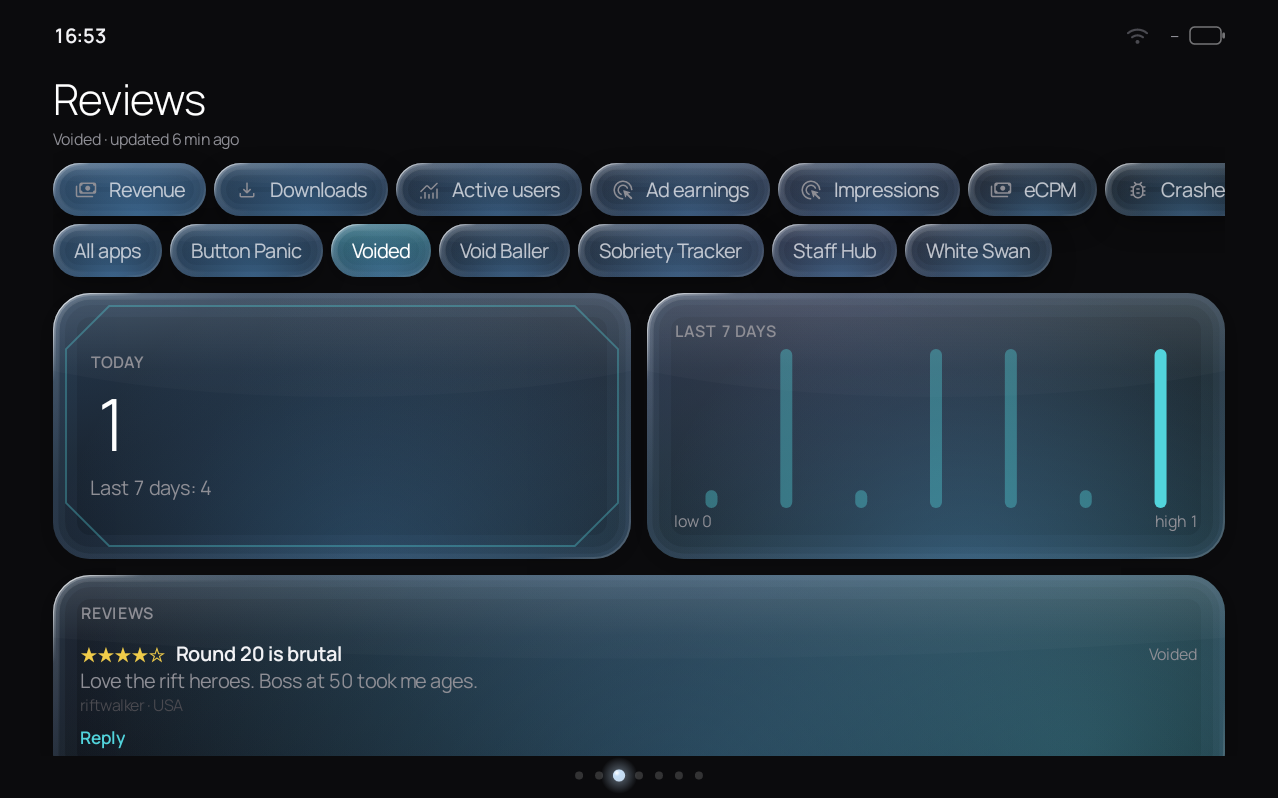 16:53
Reviews
Voided · updated 6 min ago
Revenue Downloads Active users Ad earnings Impressions eCPM Crashe
All apps Button Panic Voided Void Baller Sobriety Tracker Staff Hub White Swan
TODAY
1
Last 7 days: 4
LAST 7 DAYS
low 0 high 1
REVIEWS
★★★★☆ Round 20 is brutal Voided
Love the rift heroes. Boss at 50 took me ages.
riftwalker · USA
Reply